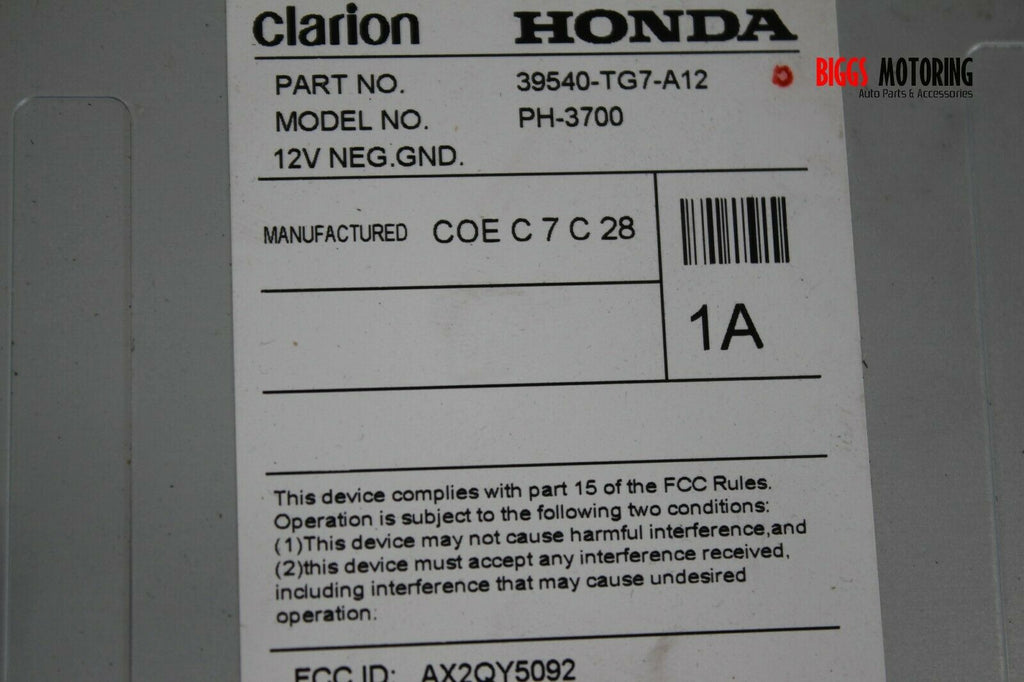 clarion HONDA
BIGGS MOTORING
Auto Parts & Accessories
PART NO. 39540-TG7-A12
MODEL NO. PH-3700
12V NEG.GND.
MANUFACTURED COE C 7 C 28
1A
This device complies with part 15 of the FCC Rules.
Operation is subject to the following two conditions:
(1)This device may not cause harmful interference,and
(2)this device must accept any interference received,
including interference that may cause undesired
operation.
FCC ID: AX2QY5092